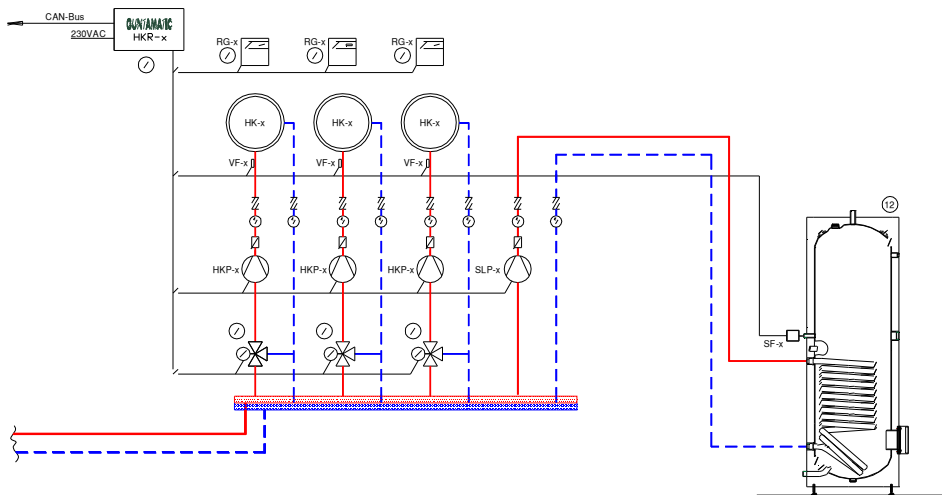 CAN-Bus
230VAC
GUNTAMATIC
HKR-x
RG-x
RG-x
RG-x
HK-x
HK-x
HK-x
VF-x
VF-x
VF-x
HKP-x
HKP-x
HKP-x
SLP-x
12
SF-x